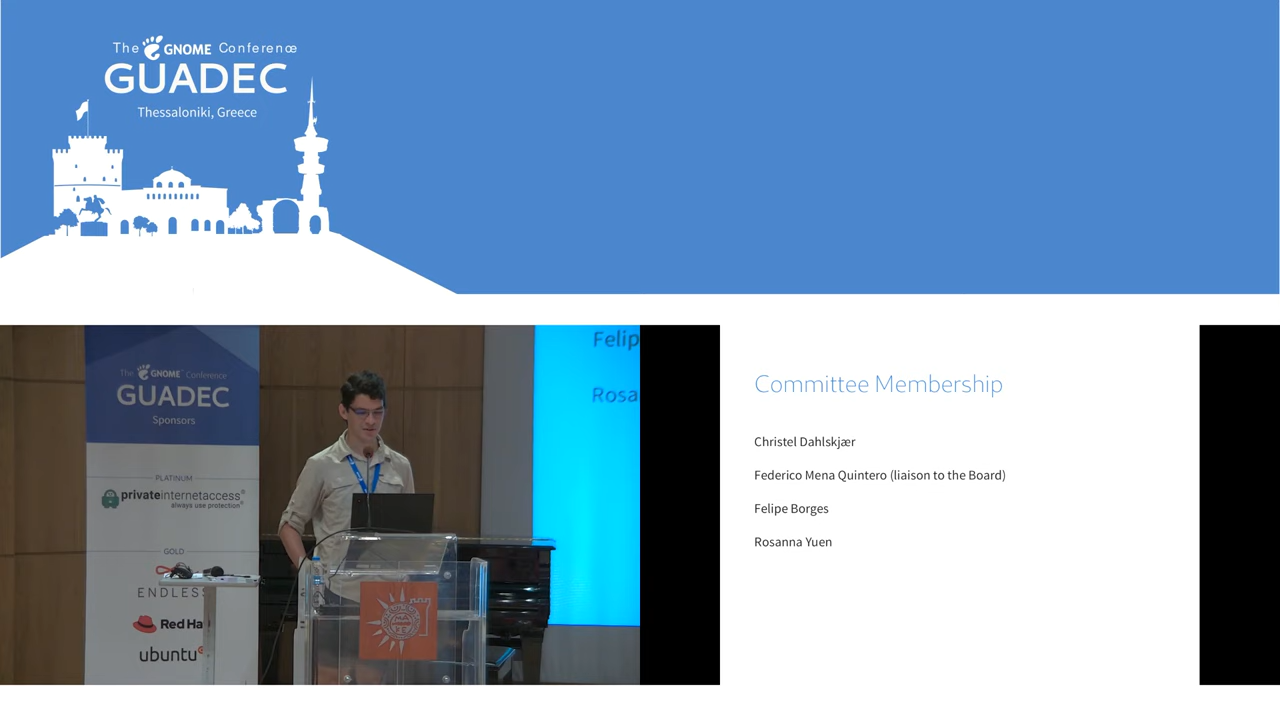 The GNOME Conference
GUADEC
Thessaloniki, Greece
The GNOME Conference
GUADEC
Sponsors
PLATINUM
privateinternetaccess®
always use protection®
GOLD
ENDLESS
Red Ha
ubuntu
Felip
Rosa
Committee Membership
Christel Dahlskjær
Federico Mena Quintero (liaison to the Board)
Felipe Borges
Rosanna Yuen